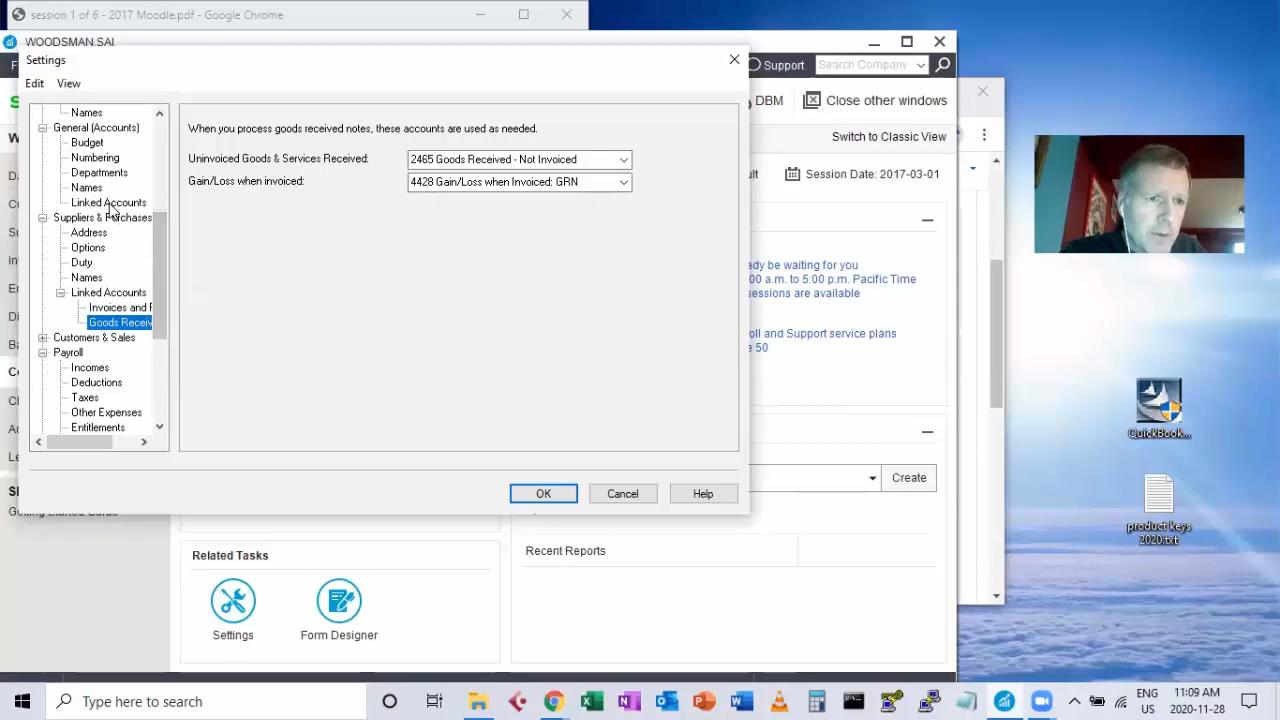 session 1 of 6 - 2017 Moodle.pdf - Google Chrome
WOODSMAN.SAI
Settings
Support
Search Company
Edit View
DBM
Close other windows
Switch to Classic View
Session Date: 2017-03-01
Names
General (Accounts)
Budget
Numbering
Departments
Names
Linked Accounts
Suppliers & Purchases
Address
Options
Duty
Names
Linked Accounts
Invoices and
Goods Receiv
Customers & Sales
Payroll
Incomes
Deductions
Taxes
Other Expenses
Entitlements
When you process goods received notes, these accounts are used as needed.
Uninvoiced Goods & Services Received: 2465 Goods Received - Not Invoiced
Gain/Loss when invoiced: 4428 Gain/Loss when Invoiced: GRN
OK Cancel Help
ady be waiting for you
00 a.m. to 5:00 p.m. Pacific Time
sessions are available
roll and Support service plans
e 50
Create
Getting Started Guide
Related Tasks
Settings
Form Designer
Recent Reports
QuickBook...
product keys
2020.txt
Type here to search
ENG
CF
11:09 AM
2020-11-28